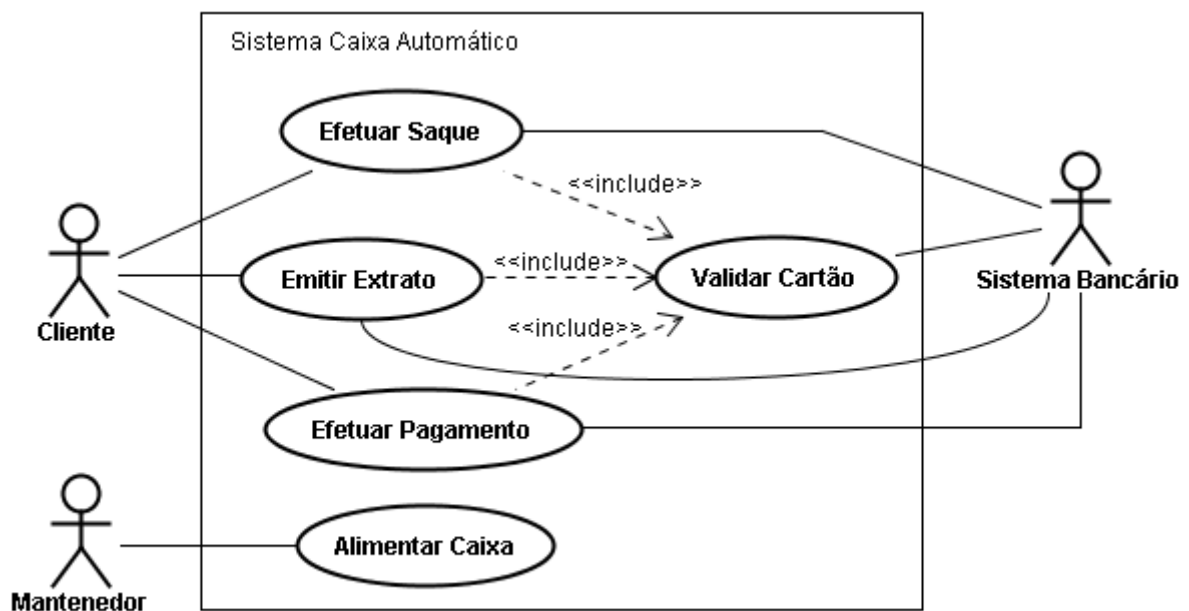 Sistema Caixa Automático
Efetuar Saque
<<include>>
Emitir Extrato
<<include>>
Validar Cartão
Sistema Bancário
Cliente
<<include>>
Efetuar Pagamento
Alimentar Caixa
Mantenedor